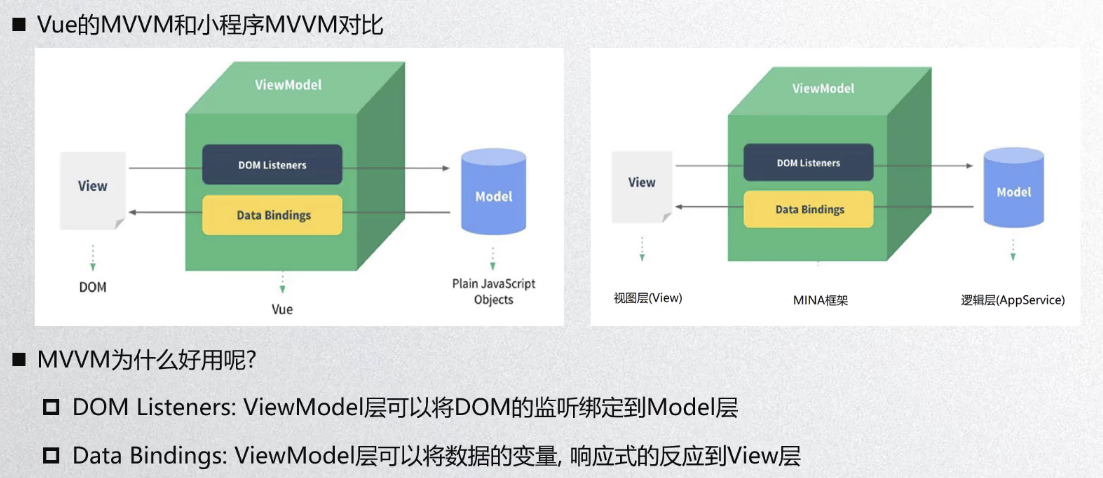 Vue的MVVM和小程序MVVM对比
ViewModel
DOM Listeners
View
Model
Data Bindings
DOM
Vue
Plain JavaScript
Objects
ViewModel
DOM Listeners
View
Model
Data Bindings
视图层(View)
MINA框架
逻辑层(AppService)
MVVM为什么好用呢?
DOM Listeners: ViewModel层可以将DOM的监听绑定到Model层
Data Bindings: ViewModel层可以将数据的变量, 响应式的反应到View层